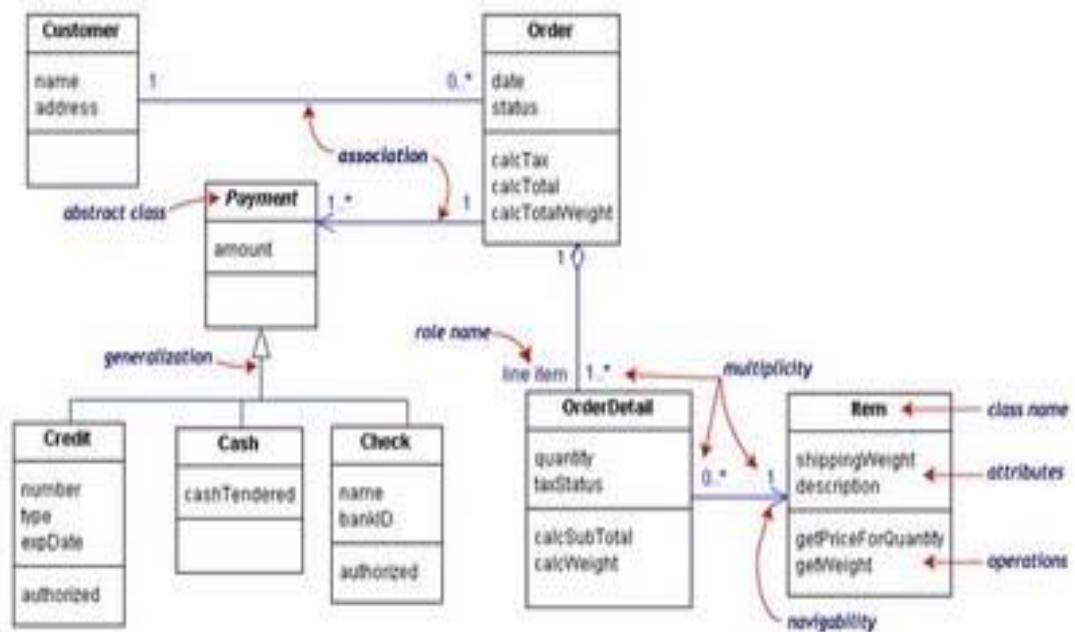 Customer
name
address
1
0..*
Order
date
status
calcTax
calcTotal
calcTotalWeight
association
abstract class
Payment
amount
1..*
1
1
generalization
role name
line item
1..*
multiplicity
Credit
number
type
expDate
authorized
Cash
cashTendered
Check
name
bankID
authorized
OrderDetail
quantity
taxStatus
calcSubTotal
calcWeight
0..*
1
Item
shippingWeight
description
getPriceForQuantity
getWeight
class name
attributes
operations
navigability